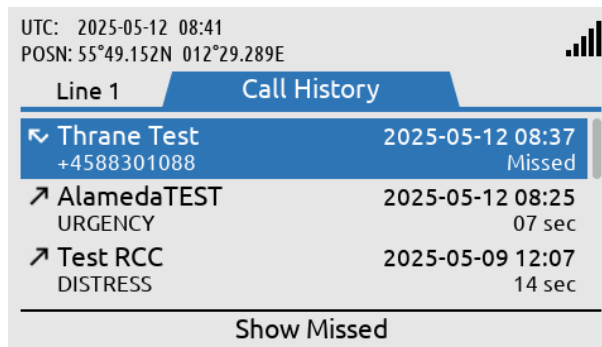 UTC: 2025-05-12 08:41
POSN: 55°49.152N 012°29.289E
Line 1 Call History
Thrane Test 2025-05-12 08:37
+4588301088 Missed
AlamedaTEST 2025-05-12 08:25
URGENCY 07 sec
Test RCC 2025-05-09 12:07
DISTRESS 14 sec
Show Missed